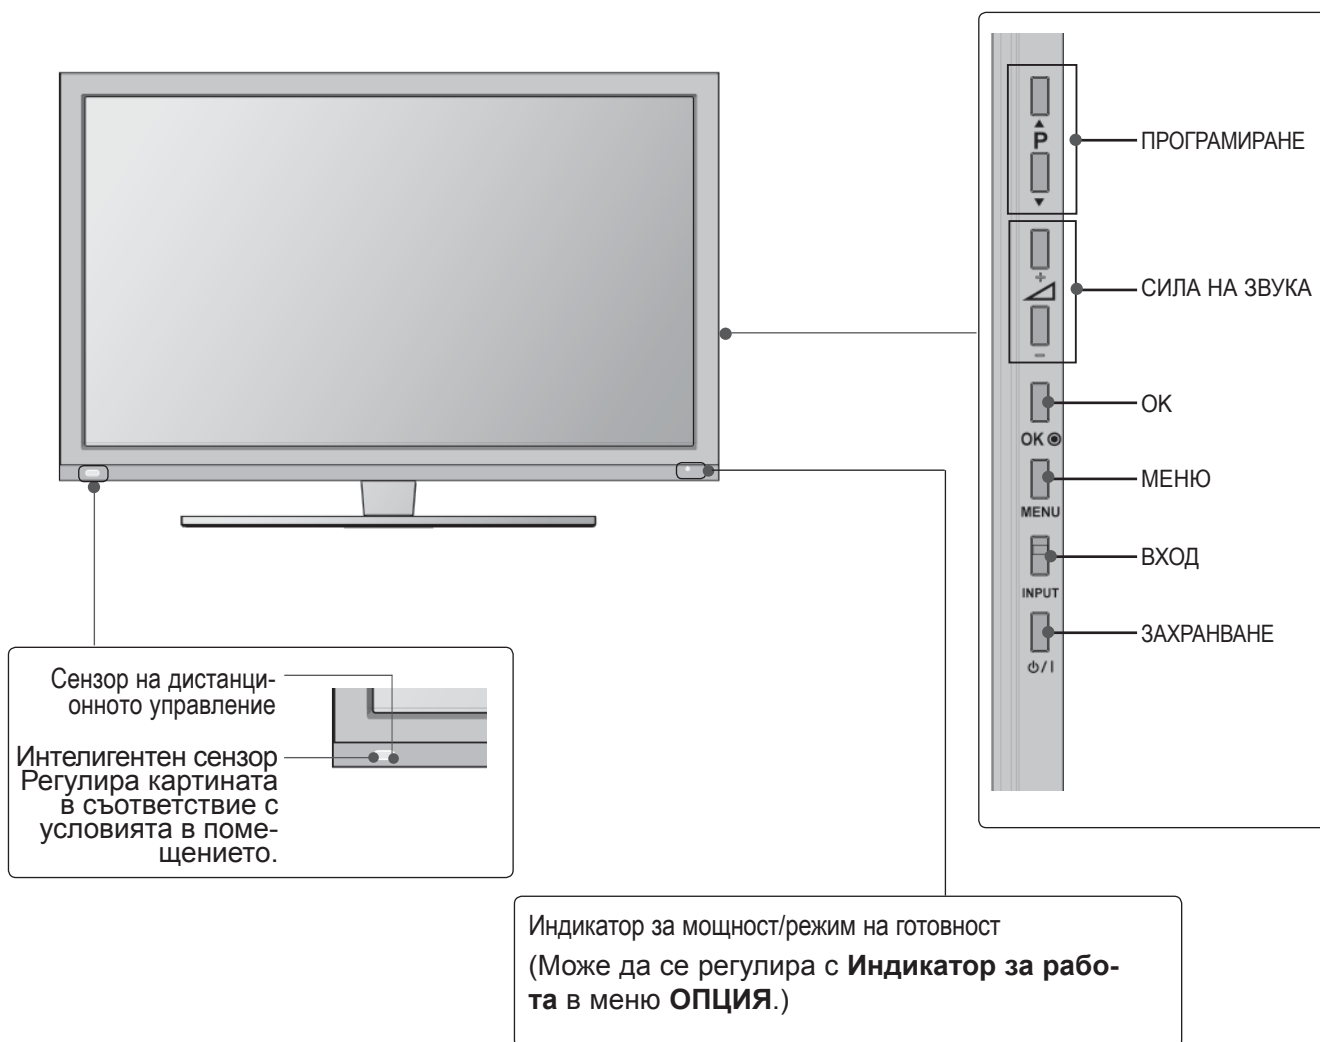 P
ПРОГРАМИРАНЕ
+
СИЛА НА ЗВУКА
-
OK
OK
МЕНЮ
MENU
ВХОД
INPUT
ЗАХРАНВАНЕ
⏻/I
Сензор на дистанци-
онното управление
Интелигентен сензор
Регулира картината
в съответствие с
условията в поме-
щението.
Индикатор за мощност/режим на готовност
(Може да се регулира с Индикатор за рабо-
та в меню ОПЦИЯ.)